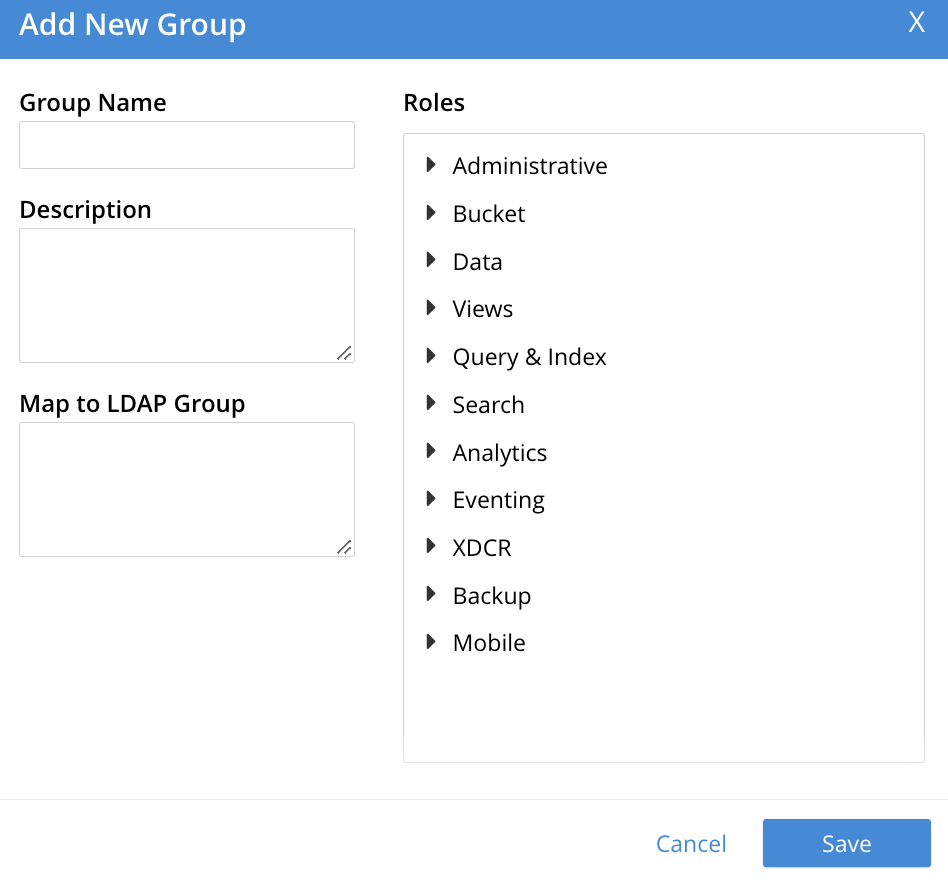 Add New Group
X
Group Name
Description
Map to LDAP Group
Roles
Administrative
Bucket
Data
Views
Query & Index
Search
Analytics
Eventing
XDCR
Backup
Mobile
Cancel
Save